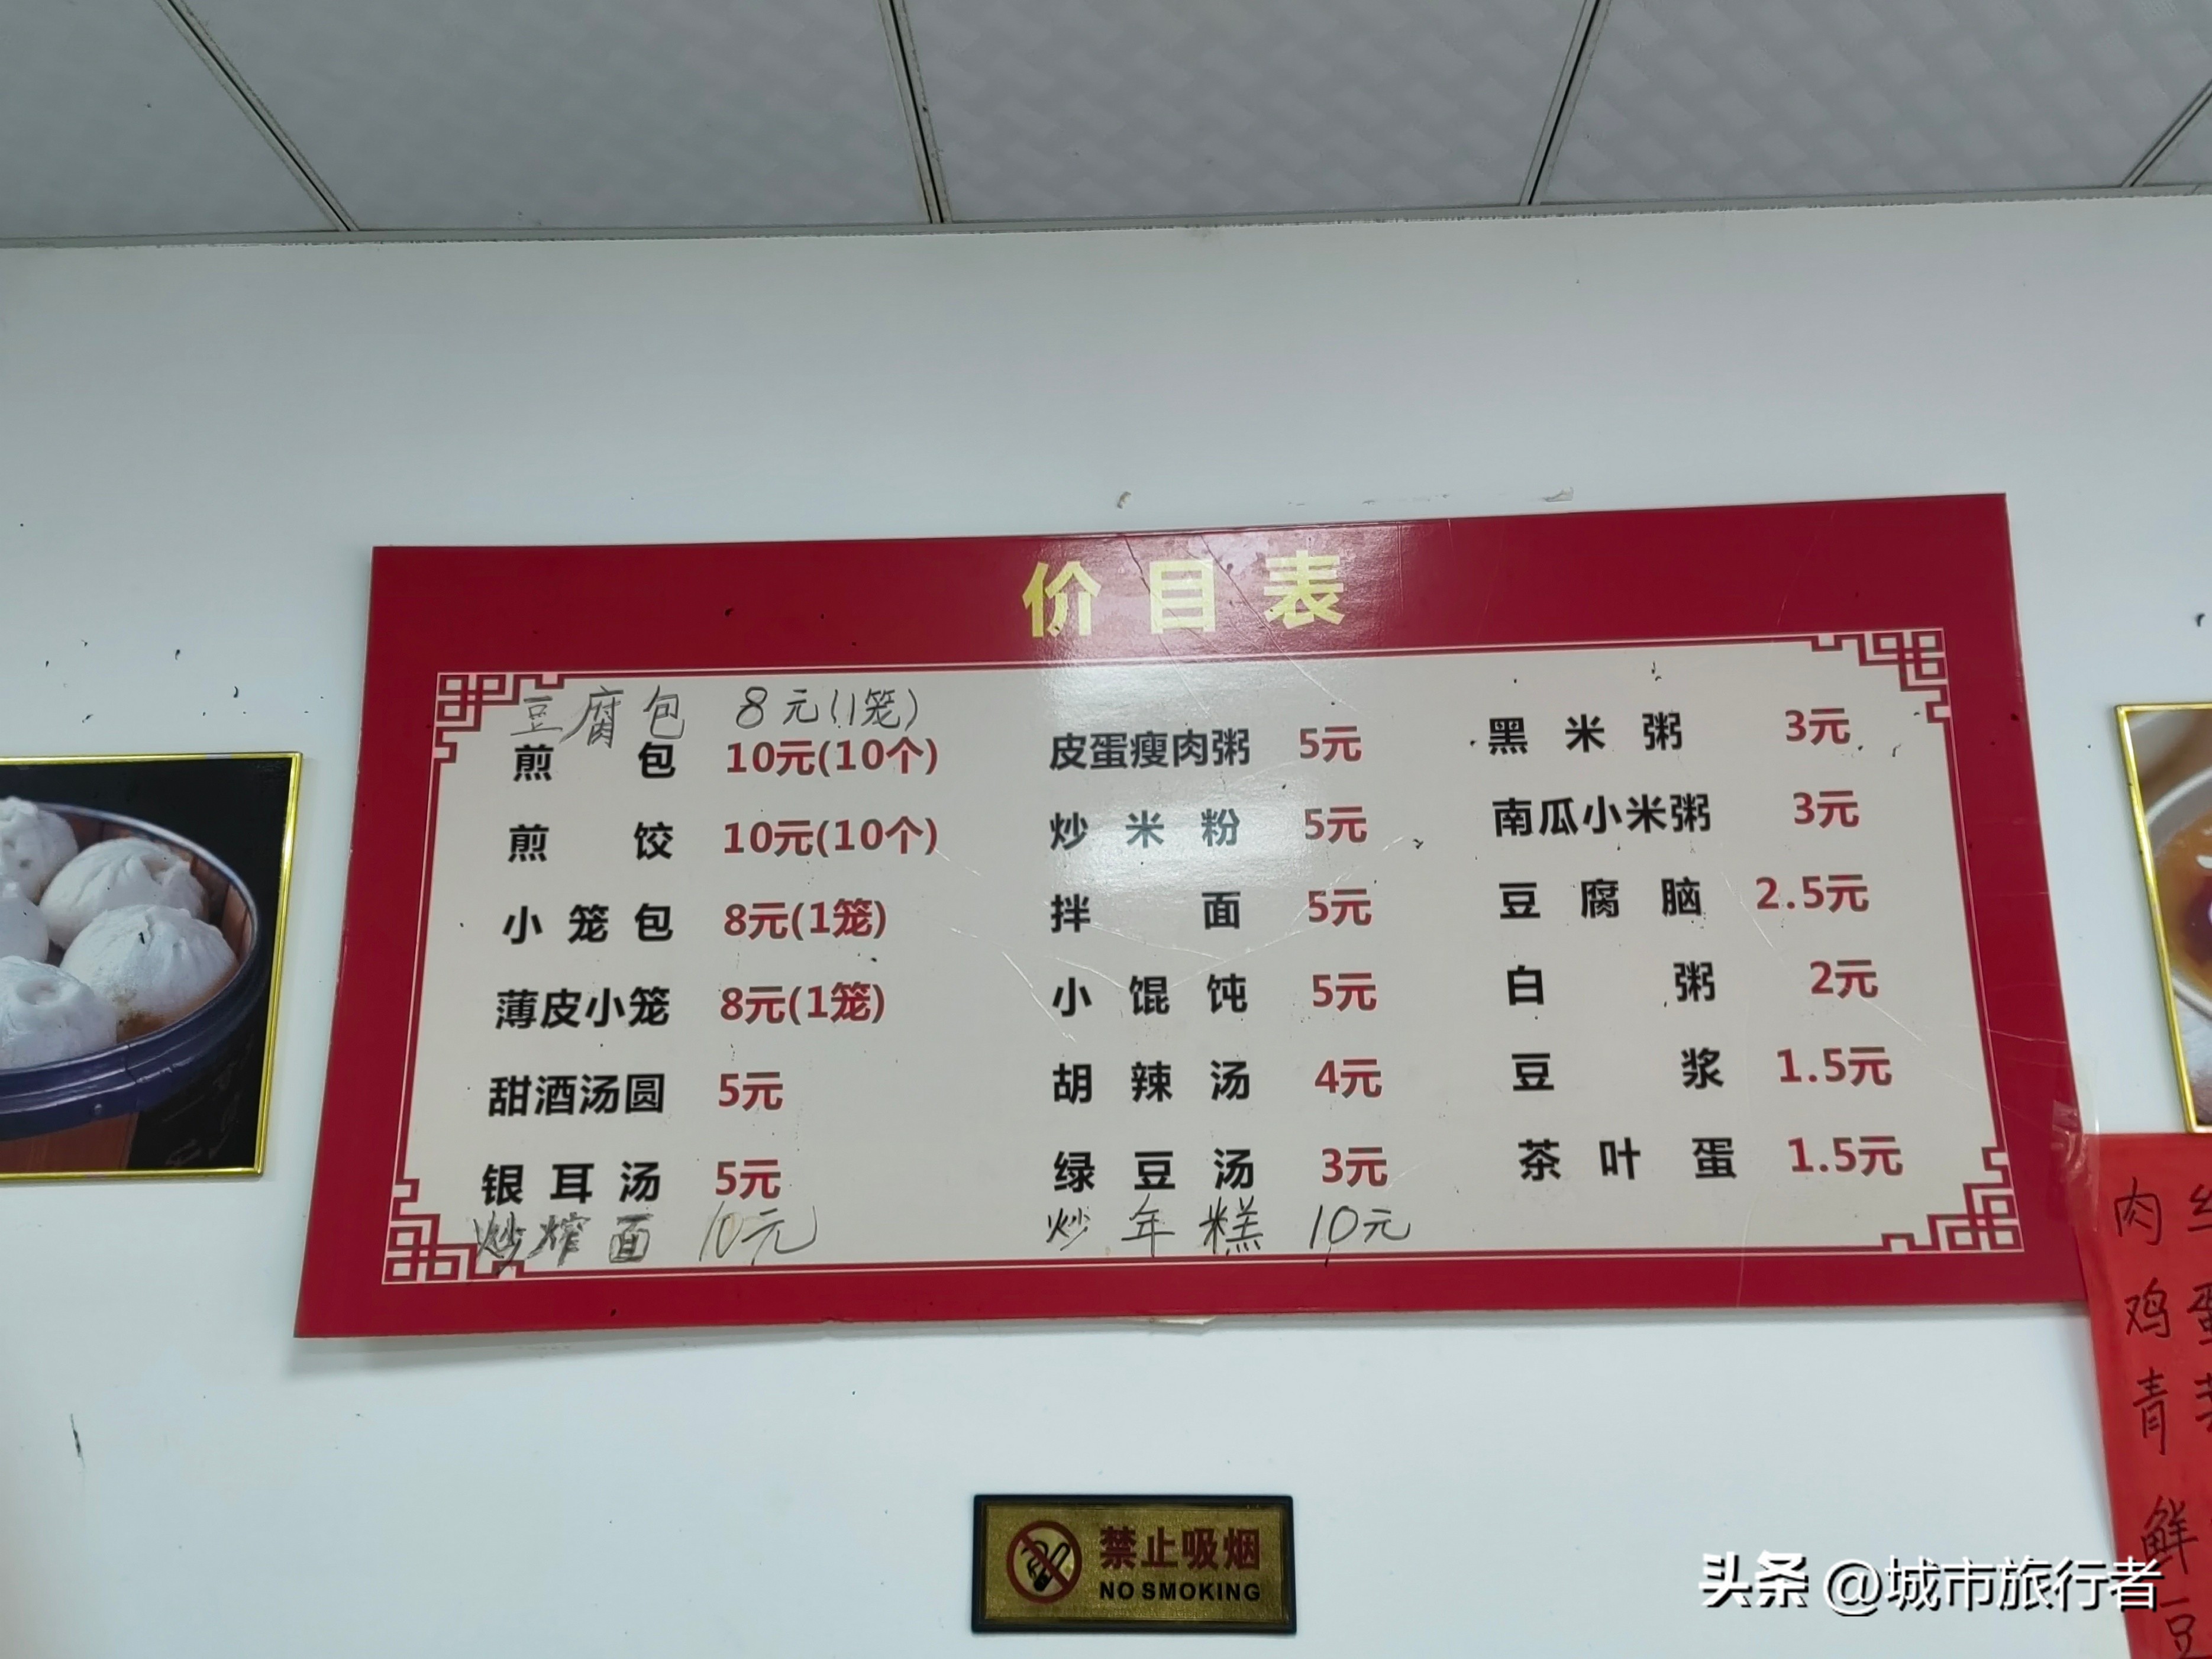 价目表
豆腐包 8元(1笼)
煎包 10元(10个)
煎饺 10元(10个)
小笼包 8元(1笼)
薄皮小笼 8元(1笼)
甜酒汤圆 5元
银耳汤 5元
炒榨面 10元
皮蛋瘦肉粥 5元
炒米粉 5元
拌面 5元
小馄饨 5元
胡辣汤 4元
绿豆汤 3元
炒年糕 10元
黑米粥 3元
南瓜小米粥 3元
豆腐脑 2.5元
白粥 2元
豆浆 1.5元
茶叶蛋 1.5元
肉
鸡蛋
青
鲜
豆
禁止吸烟
NO SMOKING
头条 @城市旅行者